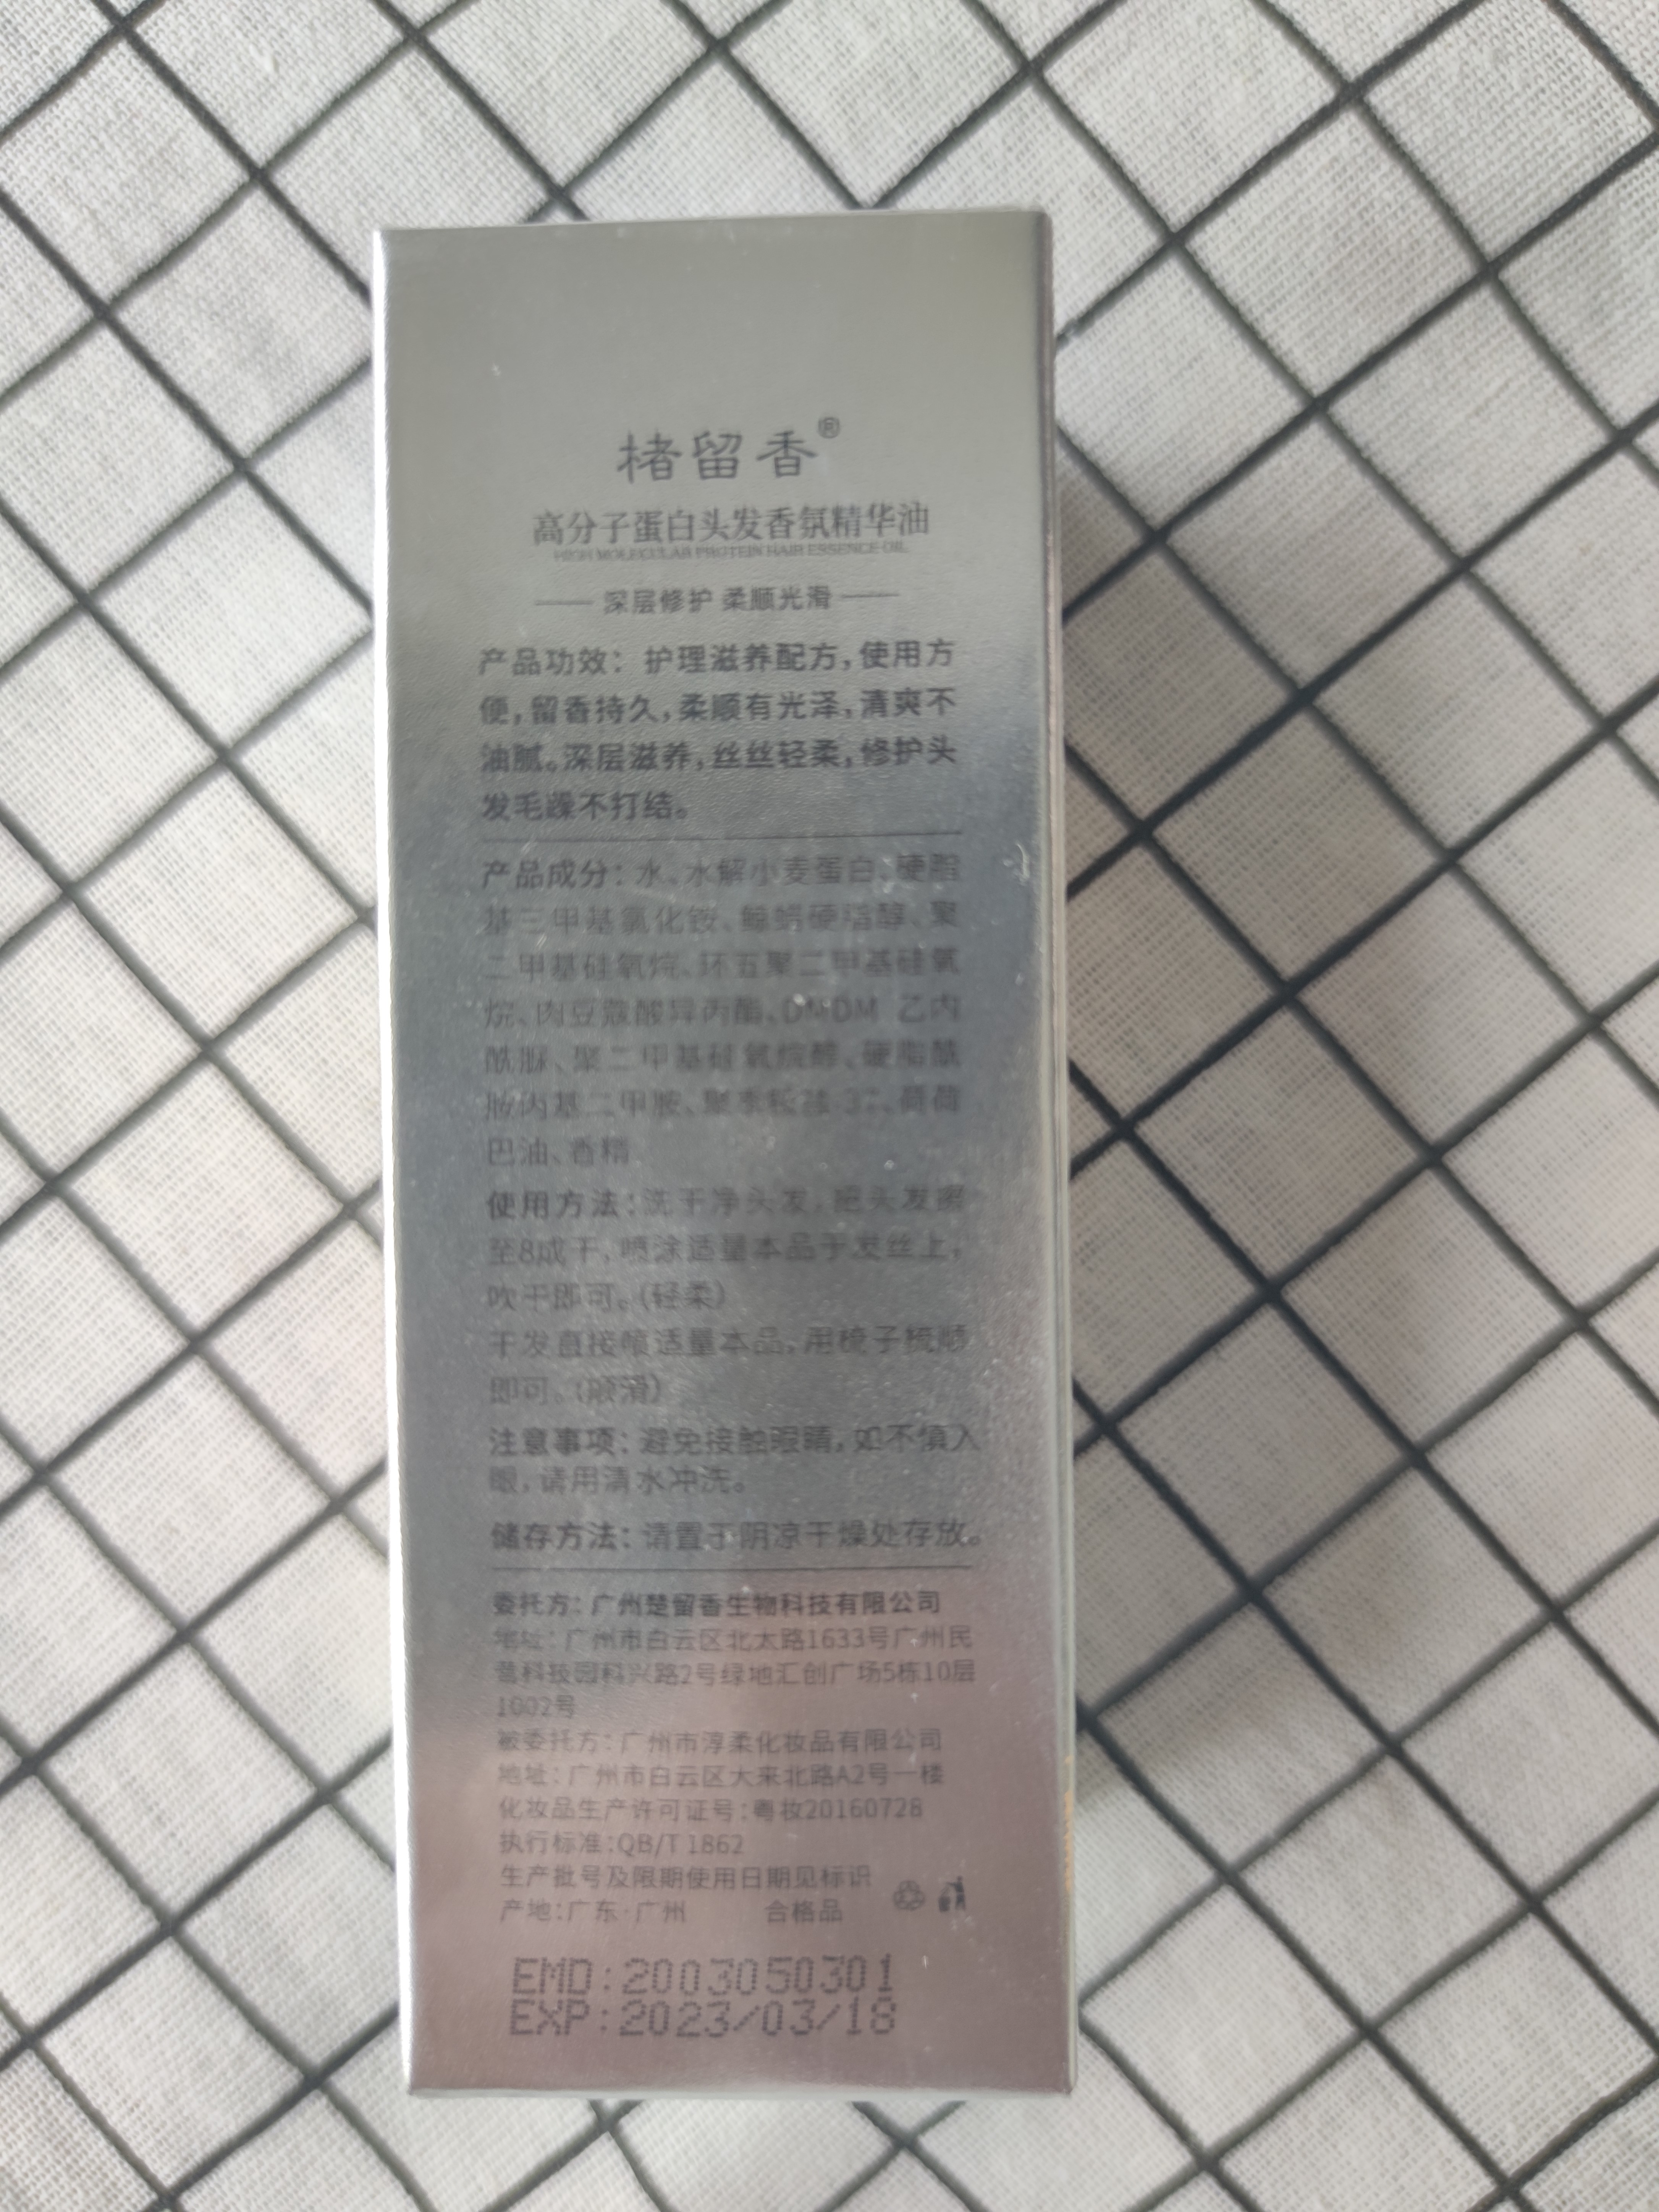 楮留香®
高分子蛋白头发香氛精华油
HIGH MOLECULAR PROTEIN HAIR ESSENCE OIL
深层修护 柔顺光滑
产品功效：护理滋养配方，使用方
便，留香持久，柔顺有光泽，清爽不
油腻。深层滋养，丝丝轻柔，修护头
发毛躁不打结。
产品成分：水、水解小麦蛋白、硬脂
基三甲基氯化铵、鲸蜡硬脂醇、聚
二甲基硅氧烷、环五聚二甲基硅氧
烷、肉豆蔻酸异丙酯、DMDM 乙内
酰脲、聚二甲基硅氧烷醇、硬脂酰
胺丙基二甲胺、聚季铵盐-32、荷荷
巴油、香精
使用方法：洗干净头发，把头发擦
至8成干，喷涂适量本品于发丝上，
吹干即可。（轻柔）
干发直接喷适量本品，用梳子梳顺
即可。（顺滑）
注意事项：避免接触眼睛，如不慎入
眼，请用清水冲洗。
储存方法：请置于阴凉干燥处存放。
委托方：广州楚留香生物科技有限公司
地址：广州市白云区北太路1633号广州民
营科技园科兴路2号绿地汇创广场5栋10层
1002号
被委托方：广州市淳柔化妆品有限公司
地址：广州市白云区大来北路A2号一楼
化妆品生产许可证号：粤妆20160728
执行标准：QB/T 1862
生产批号及限期使用日期见标识
产地：广东·广州 合格品
EMD:2003050301
EXP:2023/03/18